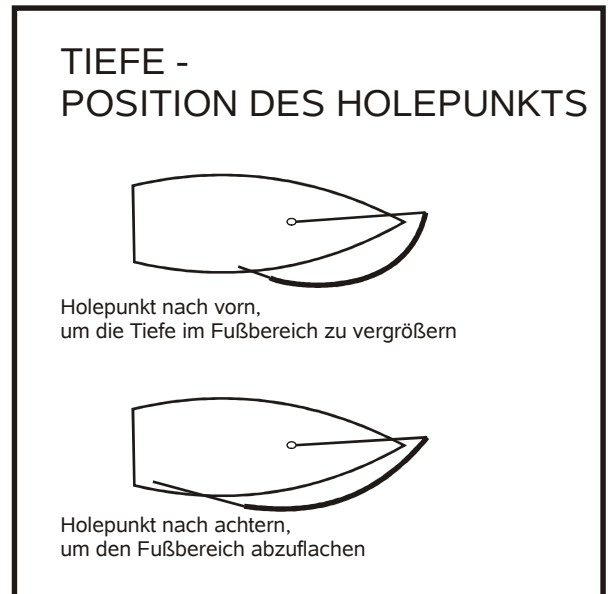 TIEFE -
POSITION DES HOLEPUNKTS
Holepunkt nach vorn,
um die Tiefe im Fußbereich zu vergrößern
Holepunkt nach achtern,
um den Fußbereich abzuflachen